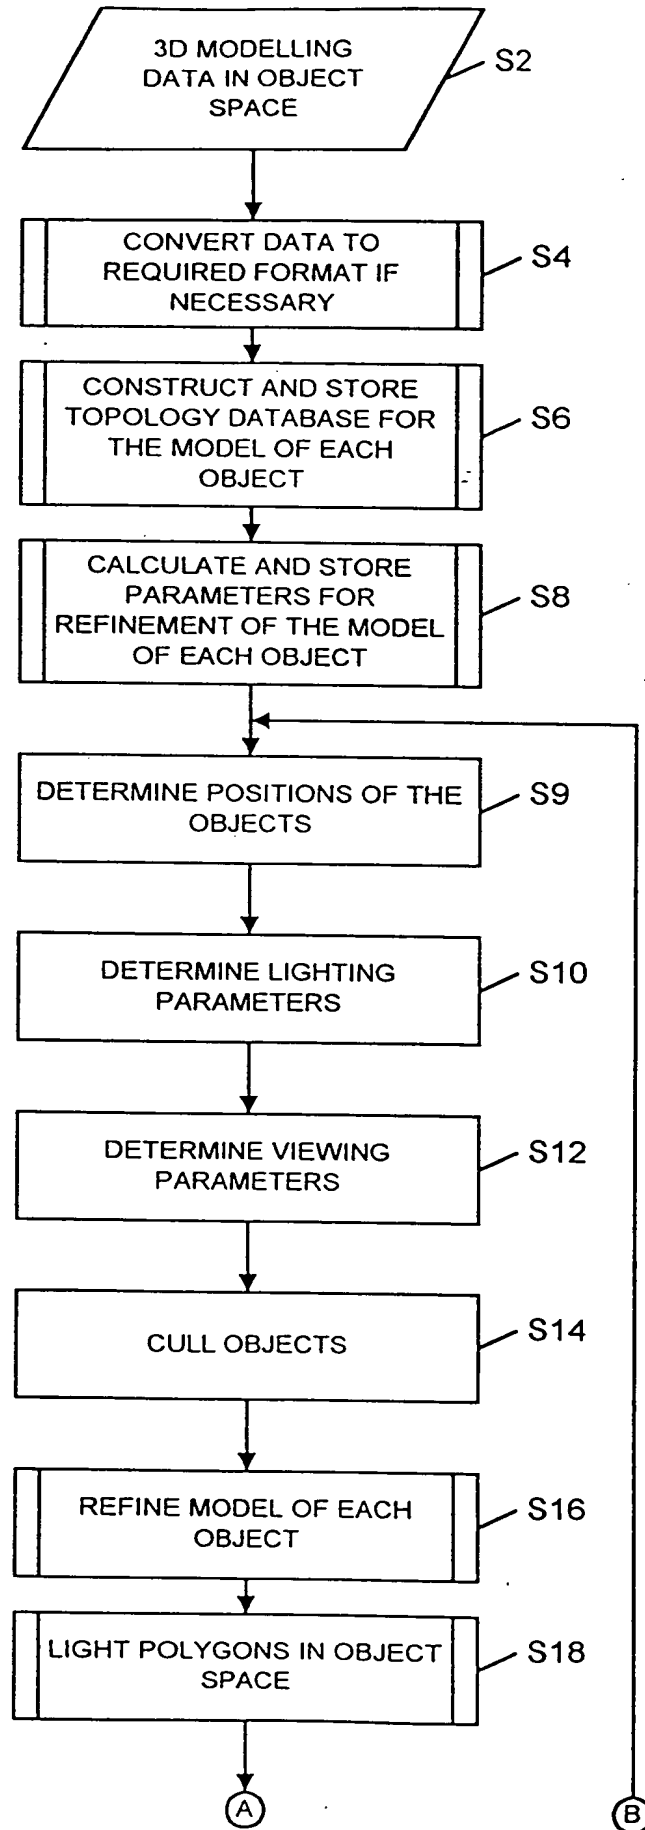 3D MODELLING
DATA IN OBJECT
SPACE
S2
CONVERT DATA TO
REQUIRED FORMAT IF
NECESSARY
S4
CONSTRUCT AND STORE
TOPOLOGY DATABASE FOR
THE MODEL OF EACH
OBJECT
S6
CALCULATE AND STORE
PARAMETERS FOR
REFINEMENT OF THE MODEL
OF EACH OBJECT
S8
DETERMINE POSITIONS OF THE
OBJECTS
S9
DETERMINE LIGHTING
PARAMETERS
S10
DETERMINE VIEWING
PARAMETERS
S12
CULL OBJECTS
S14
REFINE MODEL OF EACH
OBJECT
S16
LIGHT POLYGONS IN OBJECT
SPACE
S18
A
B